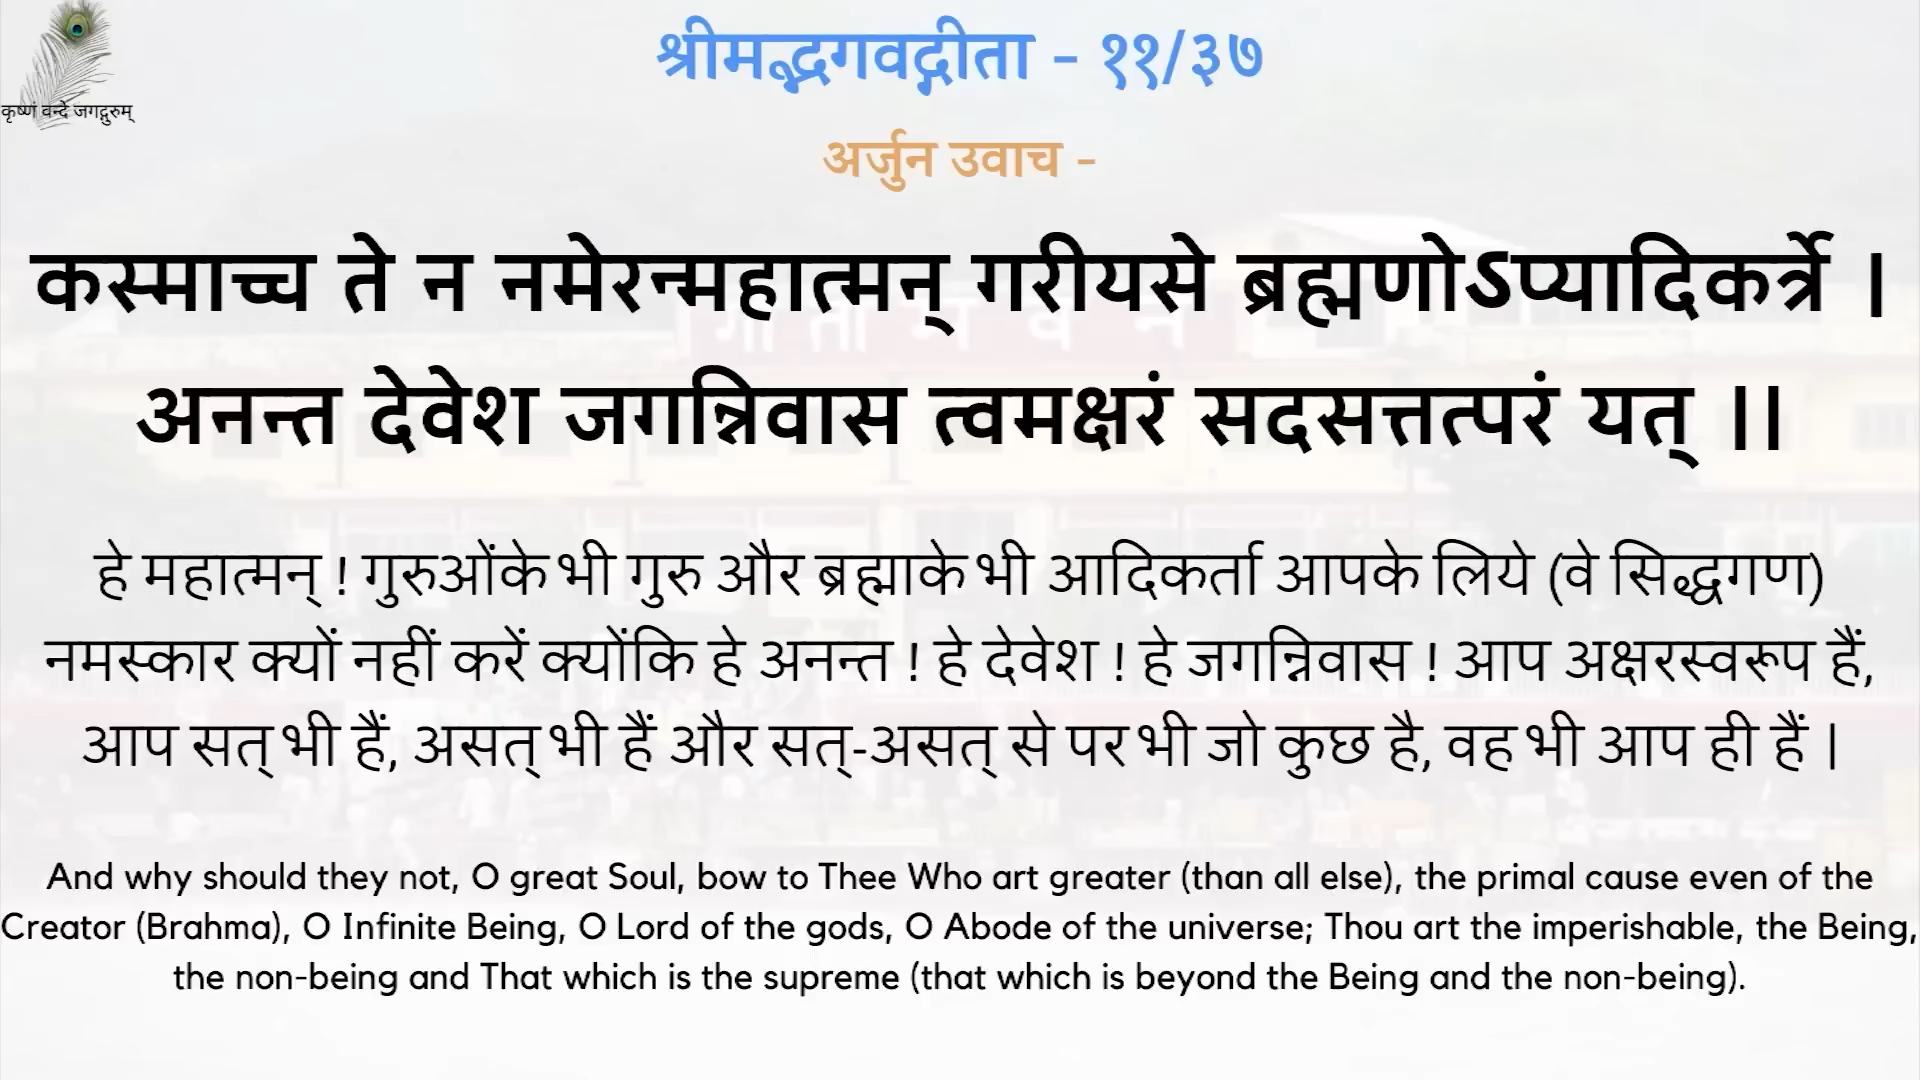 कृष्णं वन्दे जगद्गुरुम्
श्रीमद्भगवद्गीता - ११/३७
अर्जुन उवाच -
कस्माच्च ते न नमेरन्महात्मन् गरीयसे ब्रह्मणोऽप्यादिकर्त्रे ।
अनन्त देवेश जगन्निवास त्वमक्षरं सदसत्तत्परं यत् ।।
हे महात्मन् ! गुरुओंके भी गुरु और ब्रह्माके भी आदिकर्ता आपके लिये (वे सिद्धगण)
नमस्कार क्यों नहीं करें क्योंकि हे अनन्त ! हे देवेश ! हे जगन्निवास ! आप अक्षरस्वरूप हैं,
आप सत् भी हैं, असत् भी हैं और सत्-असत् से पर भी जो कुछ है, वह भी आप ही हैं |
And why should they not, O great Soul, bow to Thee Who art greater (than all else), the primal cause even of the
Creator (Brahma), O Infinite Being, O Lord of the gods, O Abode of the universe; Thou art the imperishable, the Being,
the non-being and That which is the supreme (that which is beyond the Being and the non-being).